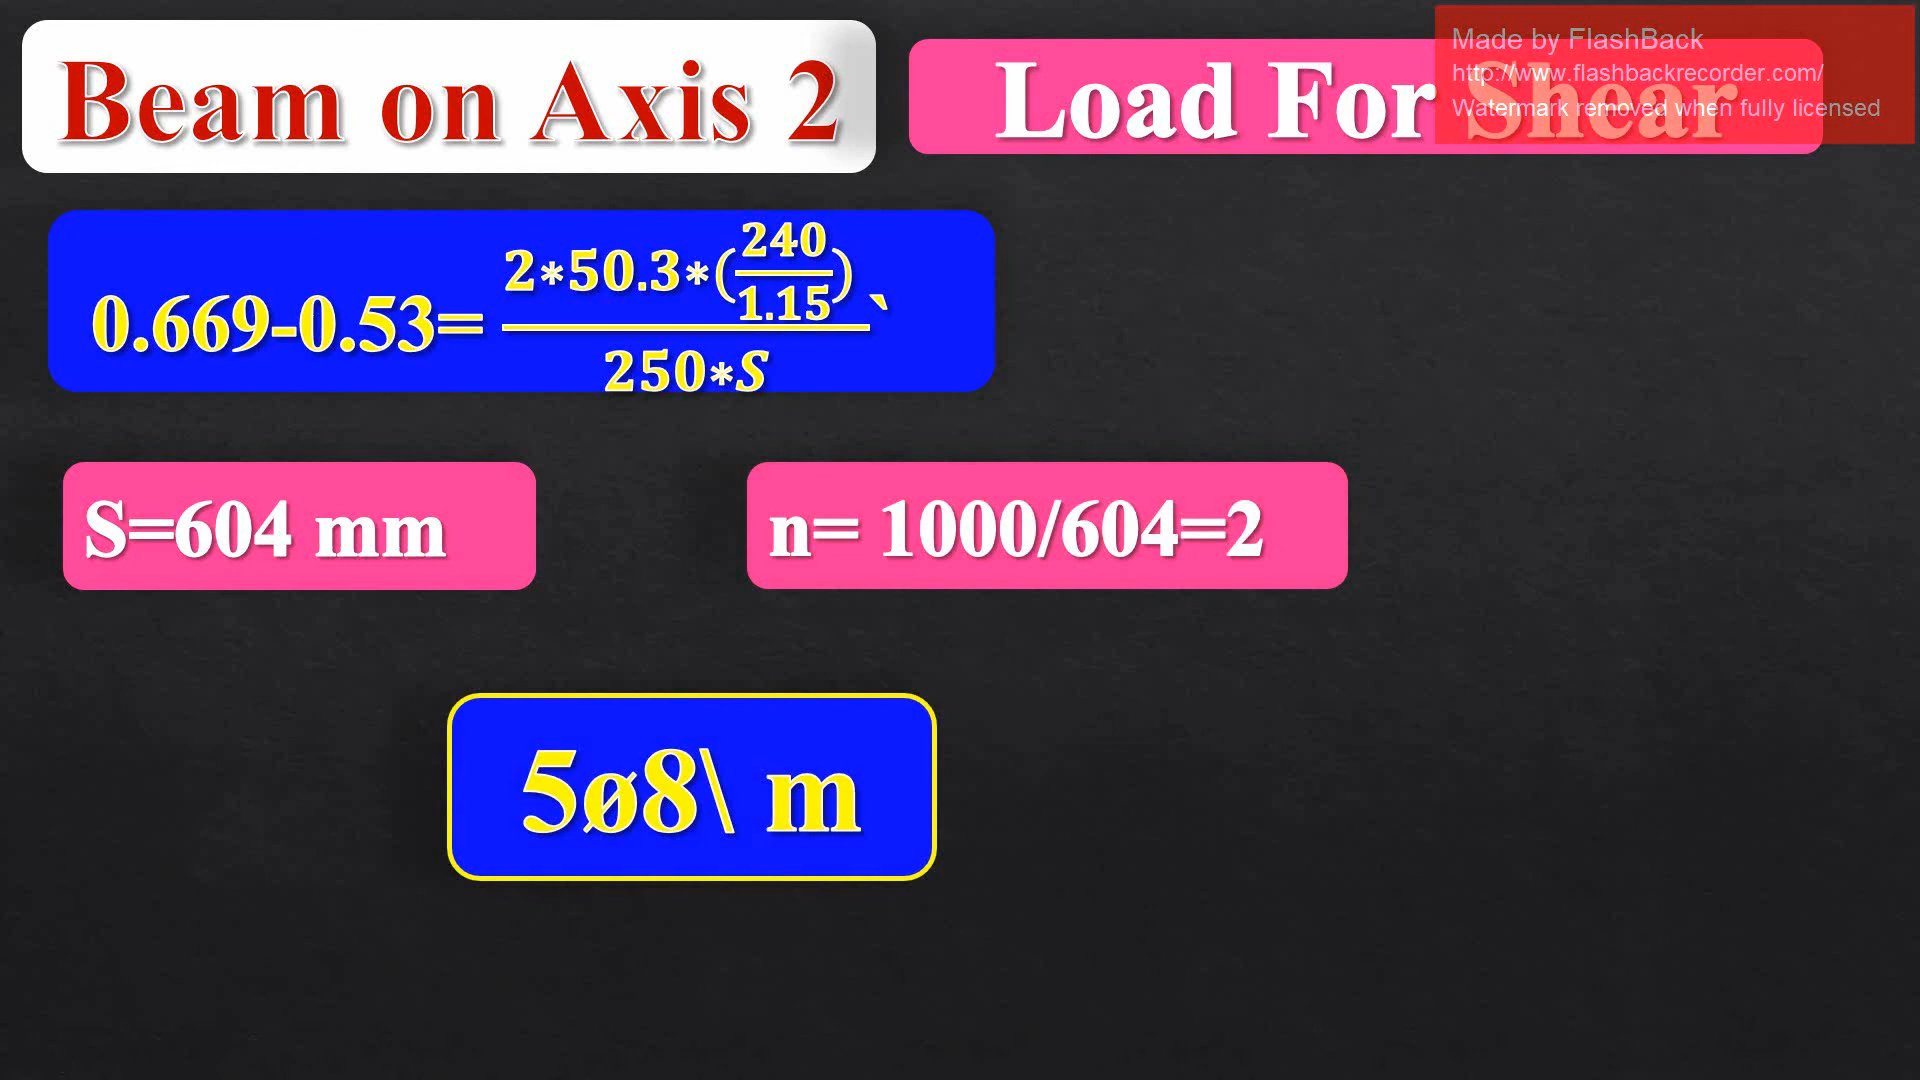 Beam on Axis 2
Load For Shear
Made by FlashBack
http://www.flashbackrecorder.com/
Watermark removed when fully licensed
0.669-0.53= 2*50.3*(240/1.15)/250*S `
S=604 mm
n= 1000/604=2
5ø8\ m